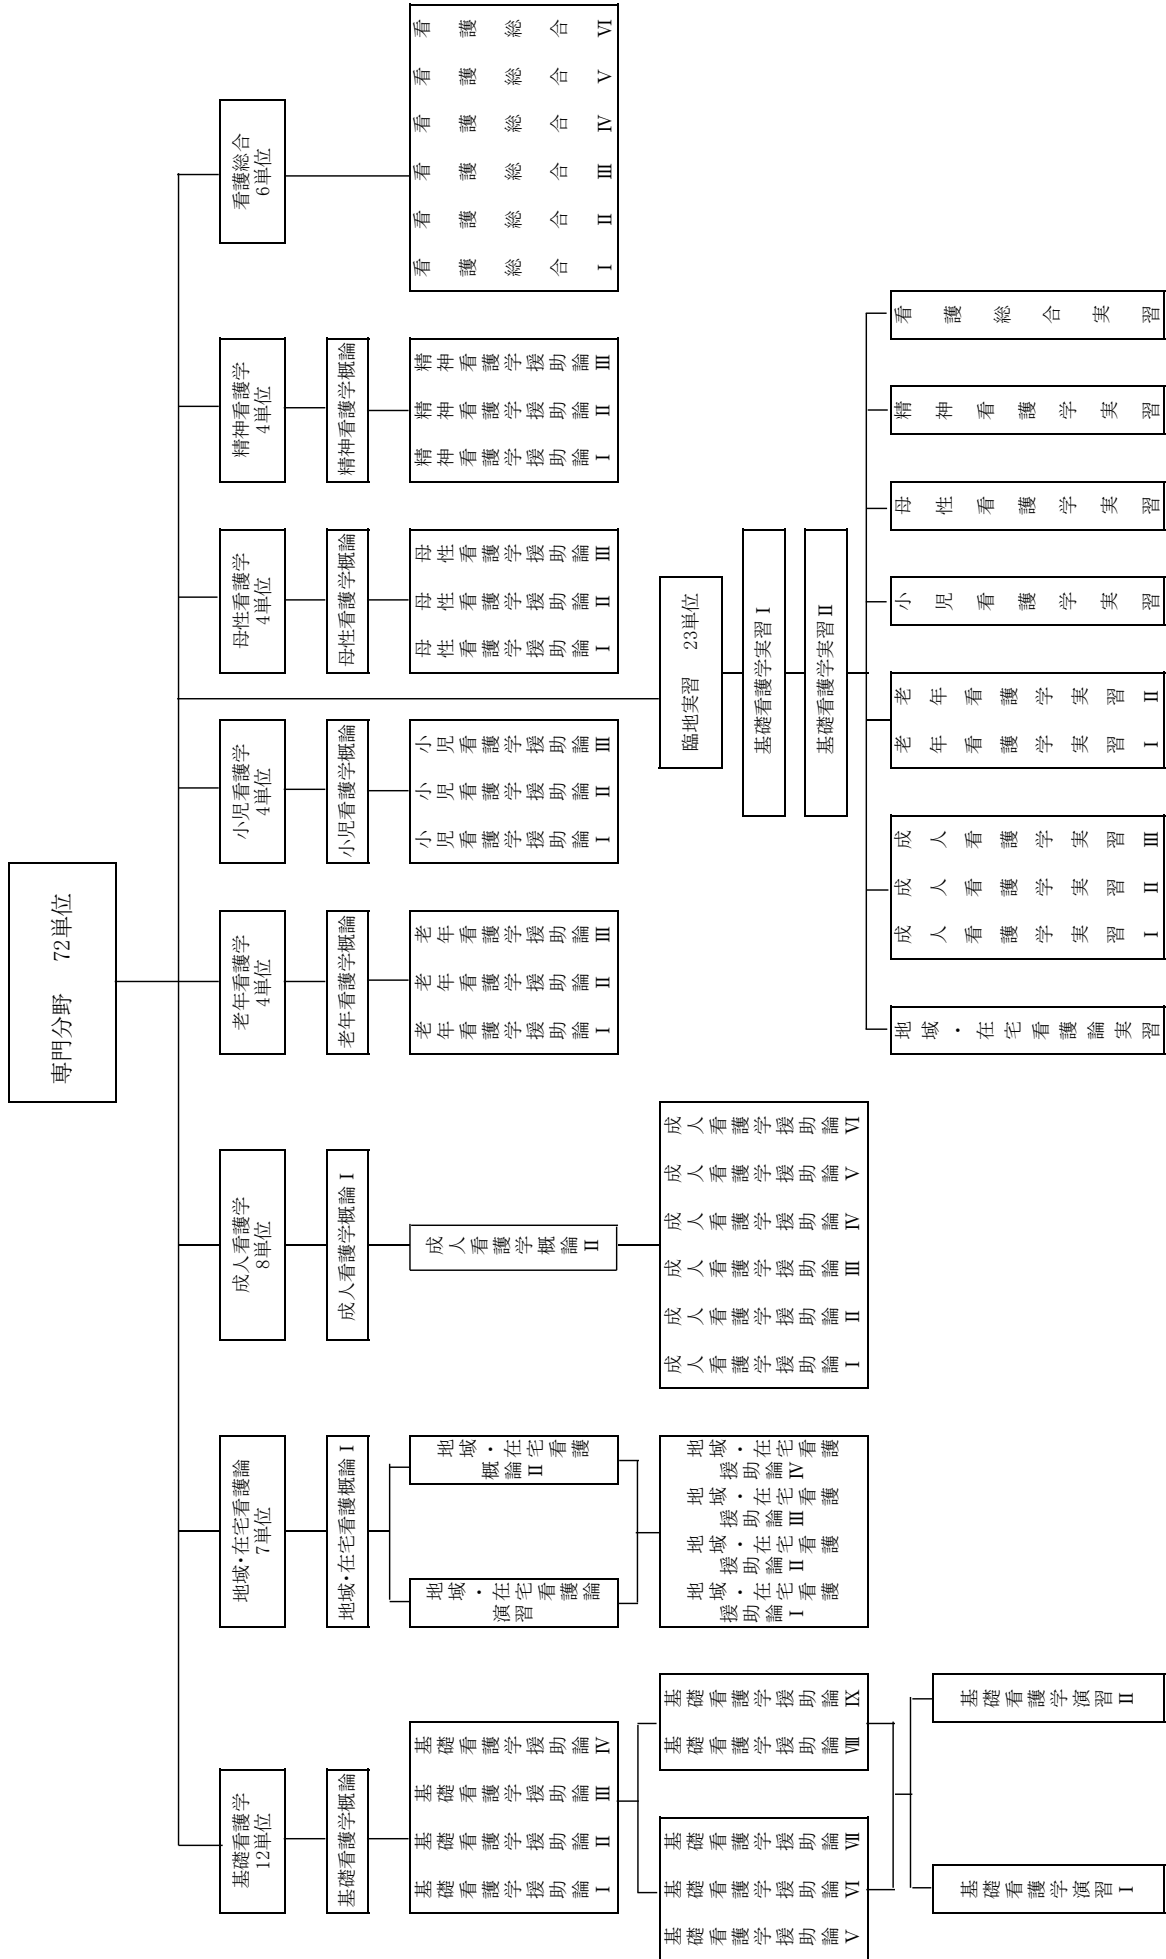 専門分野　72単位
基礎看護学
12単位
基礎看護学概論
基礎看護学援助論Ⅰ
基礎看護学援助論Ⅱ
基礎看護学援助論Ⅲ
基礎看護学援助論Ⅳ
基礎看護学援助論Ⅴ
基礎看護学援助論Ⅵ
基礎看護学援助論Ⅶ
基礎看護学援助論Ⅷ
基礎看護学援助論Ⅸ
基礎看護学演習Ⅰ
基礎看護学演習Ⅱ
地域・在宅看護論
7単位
地域・在宅看護概論Ⅰ
地域・在宅看護論
演習
地域・在宅看護
概論Ⅱ
地域・在宅看護
援助論Ⅰ
地域・在宅看護
援助論Ⅱ
地域・在宅看護
援助論Ⅲ
地域・在宅看護
援助論Ⅳ
成人看護学
8単位
成人看護学概論Ⅰ
成人看護学概論Ⅱ
成人看護学援助論Ⅰ
成人看護学援助論Ⅱ
成人看護学援助論Ⅲ
成人看護学援助論Ⅳ
成人看護学援助論Ⅴ
成人看護学援助論Ⅵ
老年看護学
4単位
老年看護学概論
老年看護学援助論Ⅰ
老年看護学援助論Ⅱ
老年看護学援助論Ⅲ
小児看護学
4単位
小児看護学概論
小児看護学援助論Ⅰ
小児看護学援助論Ⅱ
小児看護学援助論Ⅲ
母性看護学
4単位
母性看護学概論
母性看護学援助論Ⅰ
母性看護学援助論Ⅱ
母性看護学援助論Ⅲ
精神看護学
4単位
精神看護学概論
精神看護学援助論Ⅰ
精神看護学援助論Ⅱ
精神看護学援助論Ⅲ
看護総合
6単位
看護総合Ⅰ
看護総合Ⅱ
看護総合Ⅲ
看護総合Ⅳ
看護総合Ⅴ
看護総合Ⅵ
臨地実習　23単位
基礎看護学実習Ⅰ
基礎看護学実習Ⅱ
地域・在宅看護論実習
成人看護学実習Ⅰ
成人看護学実習Ⅱ
成人看護学実習Ⅲ
老年看護学実習Ⅰ
老年看護学実習Ⅱ
小児看護学実習
母性看護学実習
精神看護学実習
看護総合実習